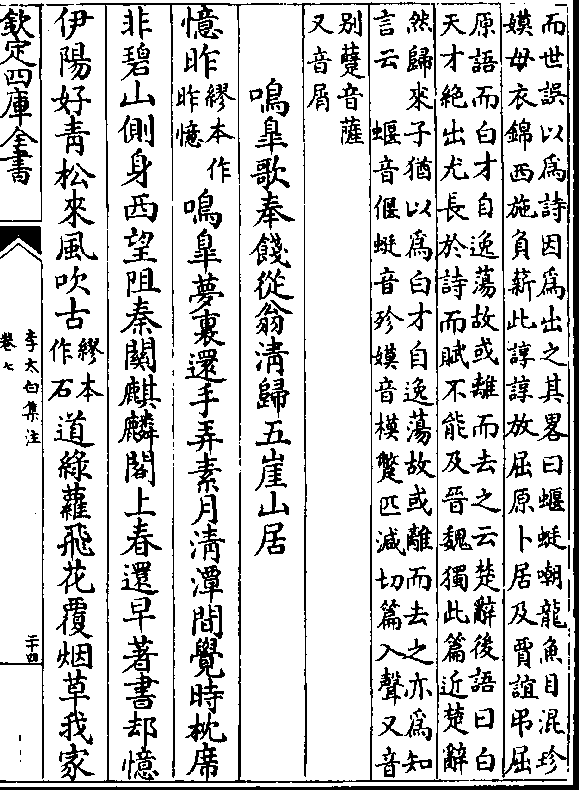 而世誤以為詩因為出之其畧曰蝘蜓嘲龍魚目混珍
嫫母衣錦西施負薪此諄諄放屈原卜居及賈誼弔屈
原語而白才自逸蕩故或離而去之云楚辭後語曰白
天才絶出尤長於詩而賦不能及晉魏獨此篇近楚辭
然歸來子猶以為白才自逸蕩故或離而去之亦為知
言云 蝘音偃蜓音殄嫫音模蹩匹滅切篇入聲又音
別躠音薩
又音屑
鳴臯歌奉餞從翁清歸五崖山居
憶昨繆本作昨憶鳴臯夢裏還手弄素月清潭間覺時枕席
非碧山側身西望阻秦關麒麟閣上春還早著書却憶
伊陽好青松來風吹古繆本作石道綠蘿飛花覆烟草我家
欽定四庫全書
李太白集注
卷七
二十四